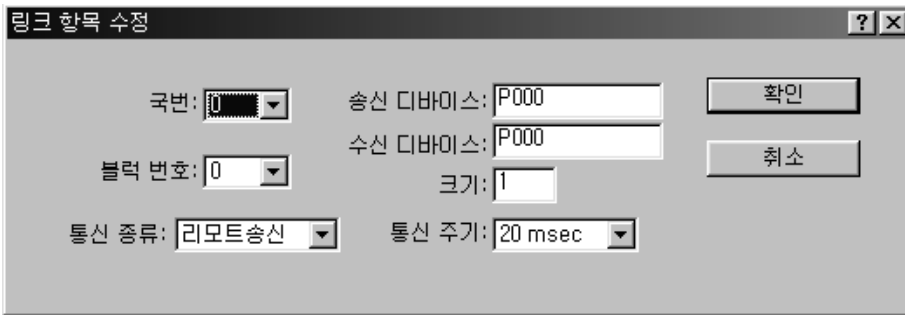 링크 항목 수정
국번: 0
송신 디바이스: P000
확인
수신 디바이스: P000
취소
블럭 번호: 0
크기: 1
통신 종류: 리모트송신
통신 주기: 20 msec